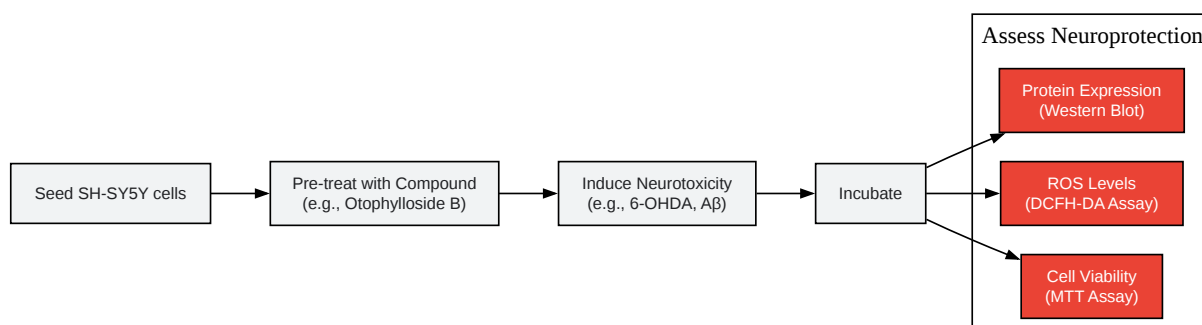 Assess Neuroprotection
Protein Expression
(Western Blot)
Seed SH-SY5Y cells
Pre-treat with Compound
(e.g., Otophylloside B)
Induce Neurotoxicity
(e.g., 6-OHDA, Aβ)
Incubate
ROS Levels
(DCFH-DA Assay)
Cell Viability
(MTT Assay)